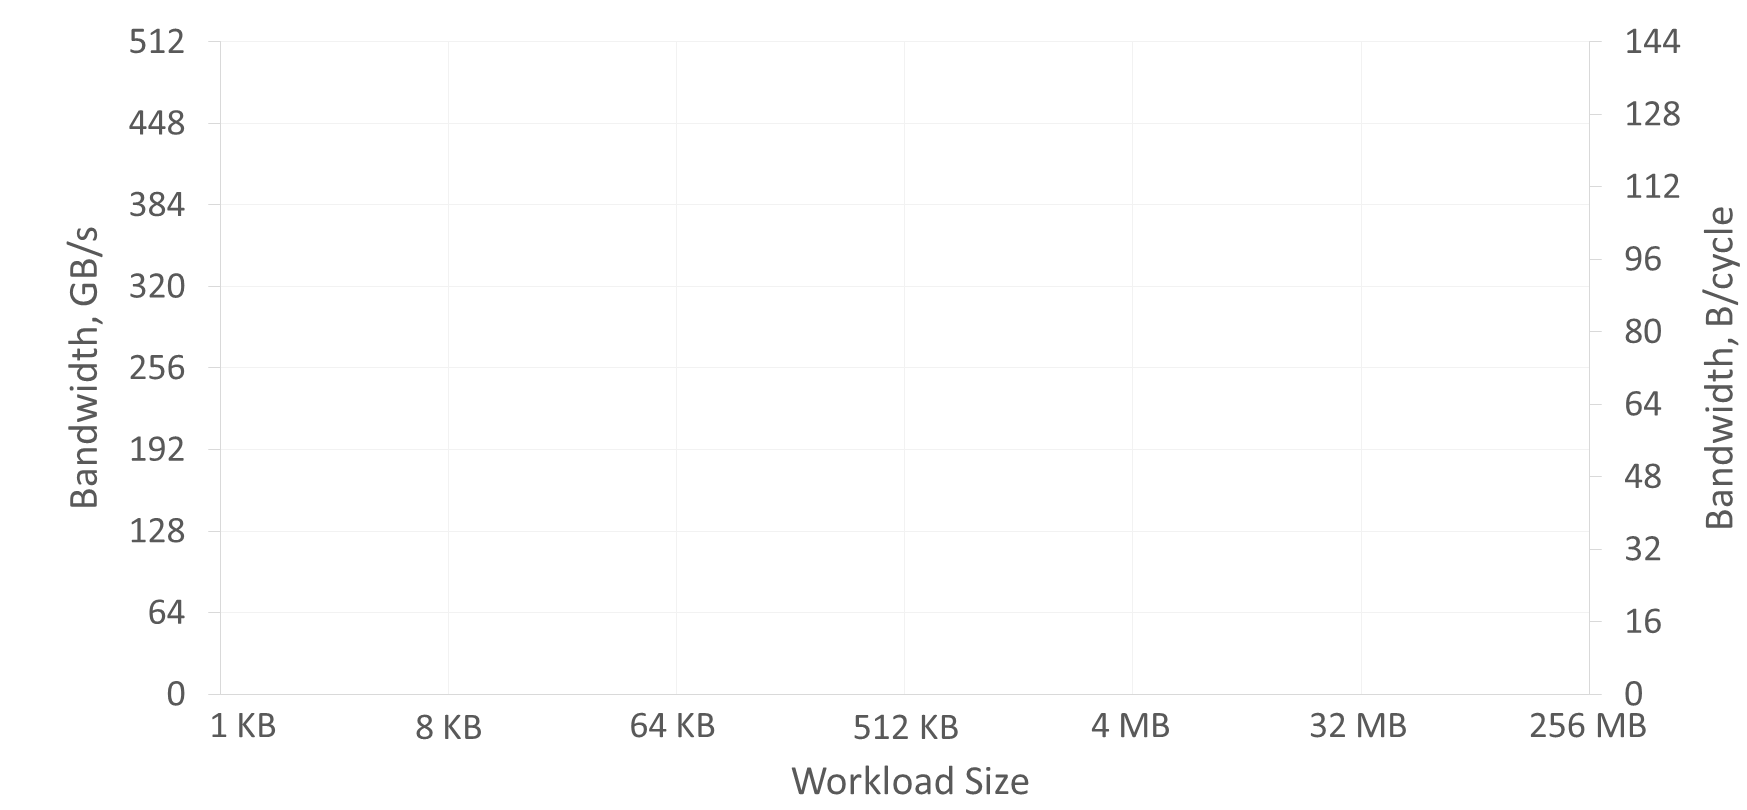 512
448
384
320
256
192
128
64
0
Bandwidth, GB/s
144
128
112
96
80
64
48
32
16
0
Bandwidth, B/cycle
1 KB
8 KB
64 KB
512 KB
4 MB
32 MB
256 MB
Workload Size